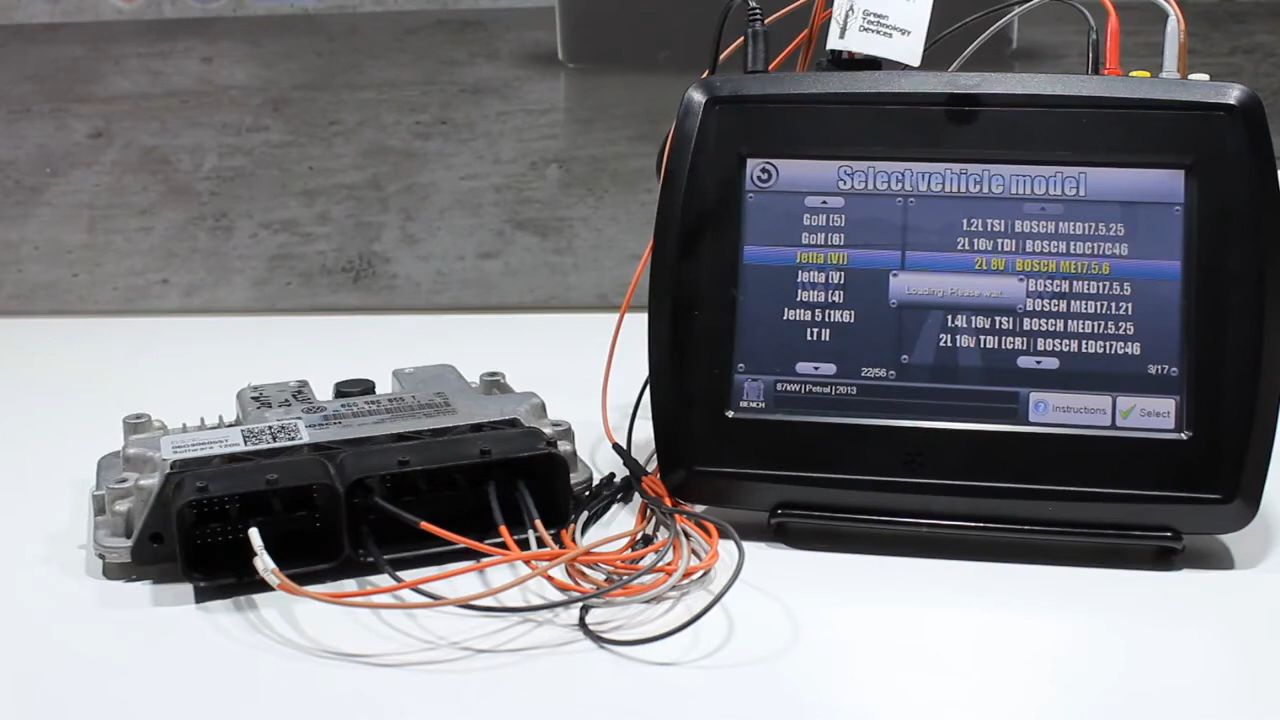 Green
Technology
Devices
Select vehicle model
Golf (5)
Golf (6)
Jetta (VI)
Jetta (V)
Jetta (4)
Jetta 5 (1K6)
LT II
22/56
1.2L TSI | BOSCH MED17.5.25
2L 16v TDI | BOSCH EDC17C46
2L 8V | BOSCH ME17.5.6
BOSCH MED17.5.5
BOSCH MED17.1.21
1.4L 16v TSI | BOSCH MED17.5.25
2L 16v TDI (CR) | BOSCH EDC17C46
3/17
Loading. Please wait...
BENCH
87kW | Petrol | 2013
Instructions
Select
BOSCH